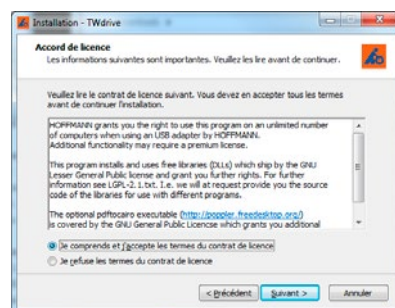 Installation - TWdrive
Accord de licence
Les informations suivantes sont importantes. Veuillez les lire avant de continuer.
Veuillez lire le contrat de licence suivant. Vous devez en accepter tous les termes
avant de continuer l'installation.
HOFFMANN grants you the right to use this program on an unlimited number
of computers when using an USB adapter by HOFFMANN.
Additional functionality may require a premium license.
This program installs and uses free libraries (DLLs) which ship by the GNU
Lesser General Public license and grant you further rights. For further
information see LGPL-2.1.txt. I.e. we will at request provide you the source
code of the libraries for use with different programs.
The optional pdftocairo executable (http://poppler.freedesktop.org/)
is covered by the GNU General Public Licencse which grants you additional
Je comprends et j'accepte les termes du contrat de licence
Je refuse les termes du contrat de licence
< Précédent
Suivant >
Annuler